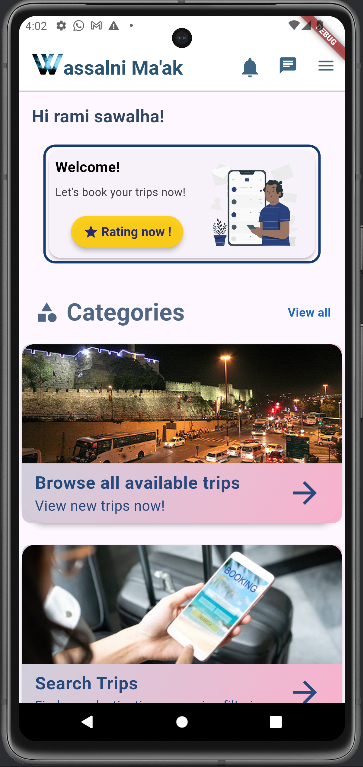 4:02
DEBUG
Wassalni Ma'ak
Hi rami sawalha!
Welcome!
Let's book your trips now!
Rating now !
Categories
View all
Browse all available trips
View new trips now!
BOOKING
Search Trips